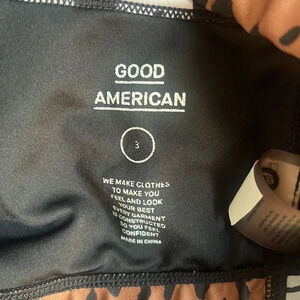 GOOD
AMERICAN
3
WE MAKE CLOTHES
TO MAKE YOU
FEEL AND LOOK
YOUR BEST
EVERY GARMENT
IS CONSTRUCTED
SO YOU FEEL
CONFIDENT
MADE IN CHINA